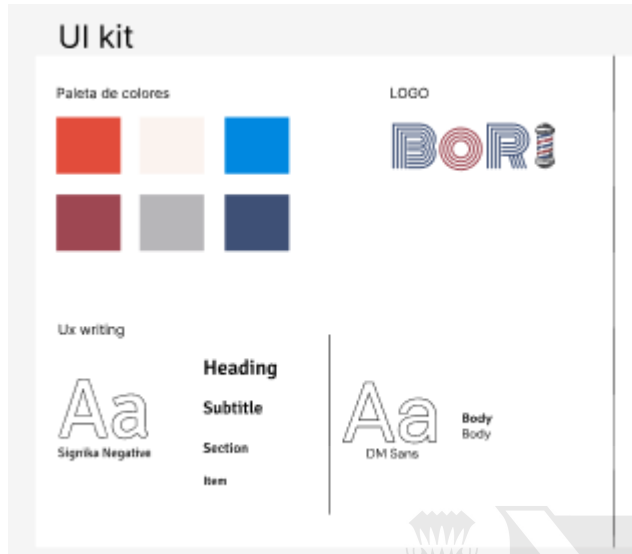 UI kit
Paleta de colores
LOGO
BORI
Ux writing
Aa
Signika Negative
Heading
Subtitle
Section
Item
Aa
DM Sans
Body
Body